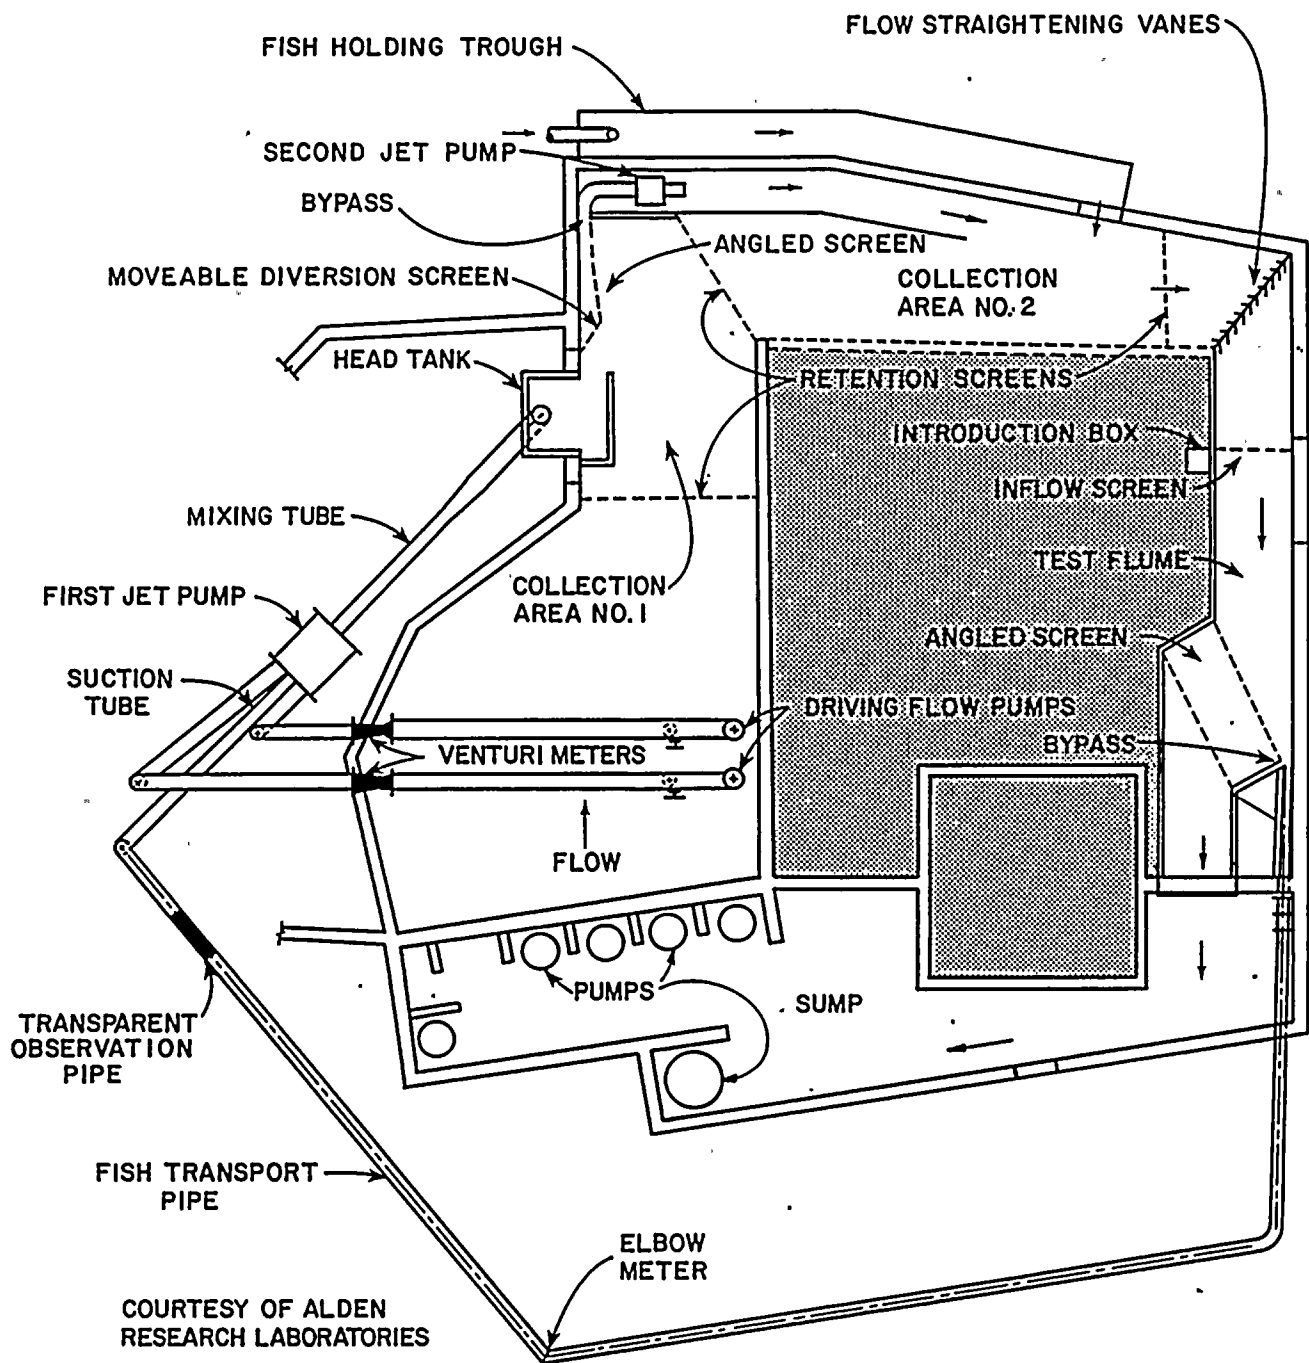 FLOW STRAIGHTENING VANES
FISH HOLDING TROUGH
SECOND JET PUMP
BYPASS
ANGLED SCREEN
MOVEABLE DIVERSION SCREEN
COLLECTION
AREA NO. 2
HEAD TANK
RETENTION SCREENS
INTRODUCTION BOX
INFLOW SCREEN
MIXING TUBE
TEST FLUME
FIRST JET PUMP
COLLECTION
AREA NO. 1
ANGLED SCREEN
SUCTION
TUBE
DRIVING FLOW PUMPS
BYPASS
VENTURI METERS
FLOW
PUMPS
SUMP
TRANSPARENT
OBSERVATION
PIPE
FISH TRANSPORT
PIPE
ELBOW
METER
COURTESY OF ALDEN
RESEARCH LABORATORIES